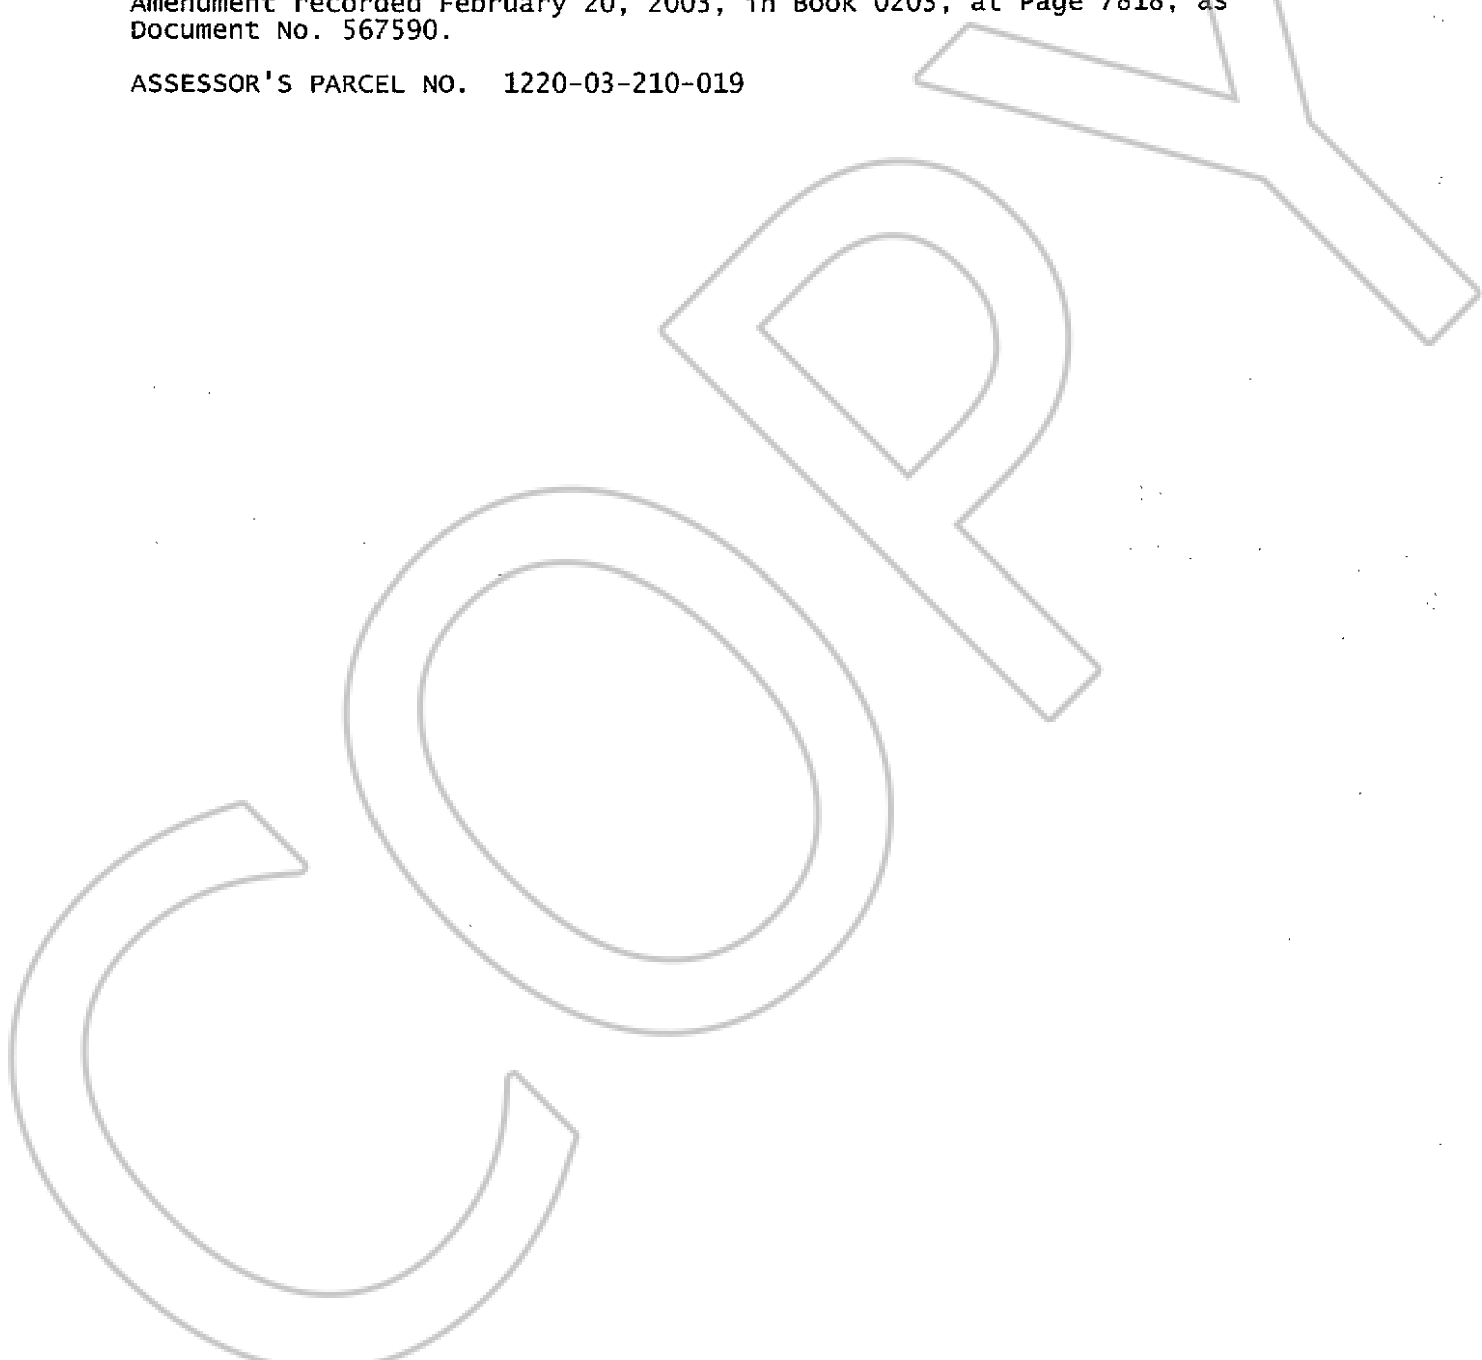 Amendment recorded February 20, 2003, in Book 0203, at Page 7818, as
Document No. 567590.
ASSESSOR'S PARCEL NO. 1220-03-210-019
COPY